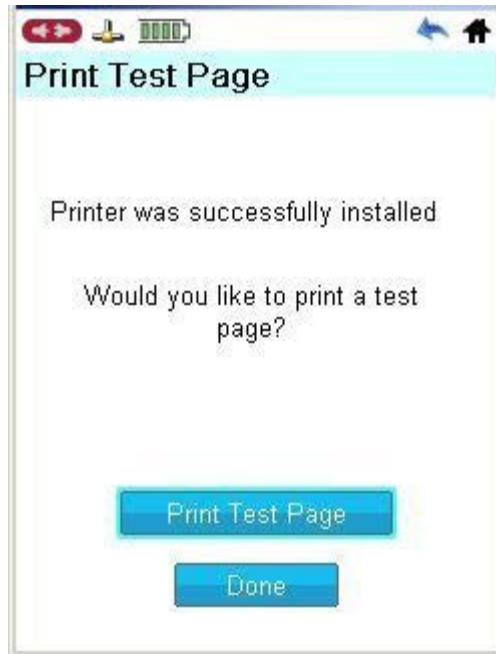 Print Test Page
Printer was successfully installed
Would you like to print a test
page?
Print Test Page
Done